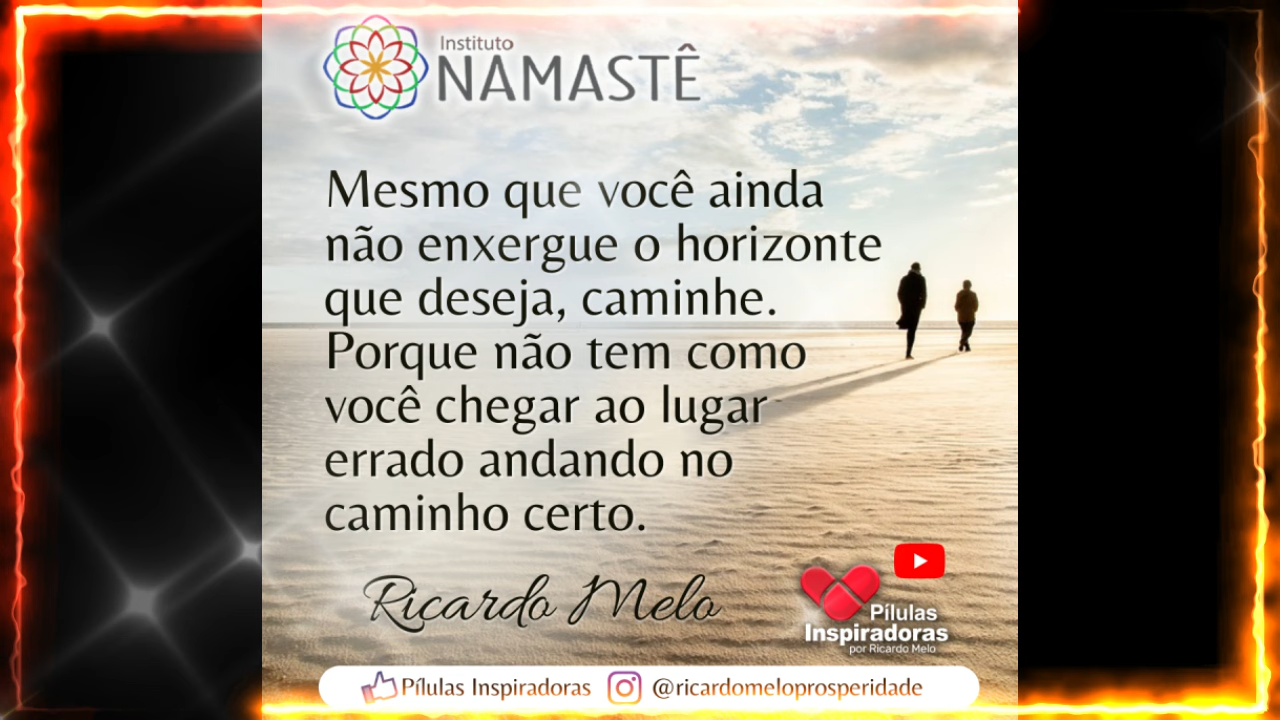 Instituto
NAMASTÊ
Mesmo que você ainda
não enxergue o horizonte
que deseja, caminhe.
Porque não tem como
você chegar ao lugar
errado andando no
caminho certo.
Ricardo Melo
Pílulas
Inspiradoras
por Ricardo Melo
Pílulas Inspiradoras @ricardomeloprosperidade